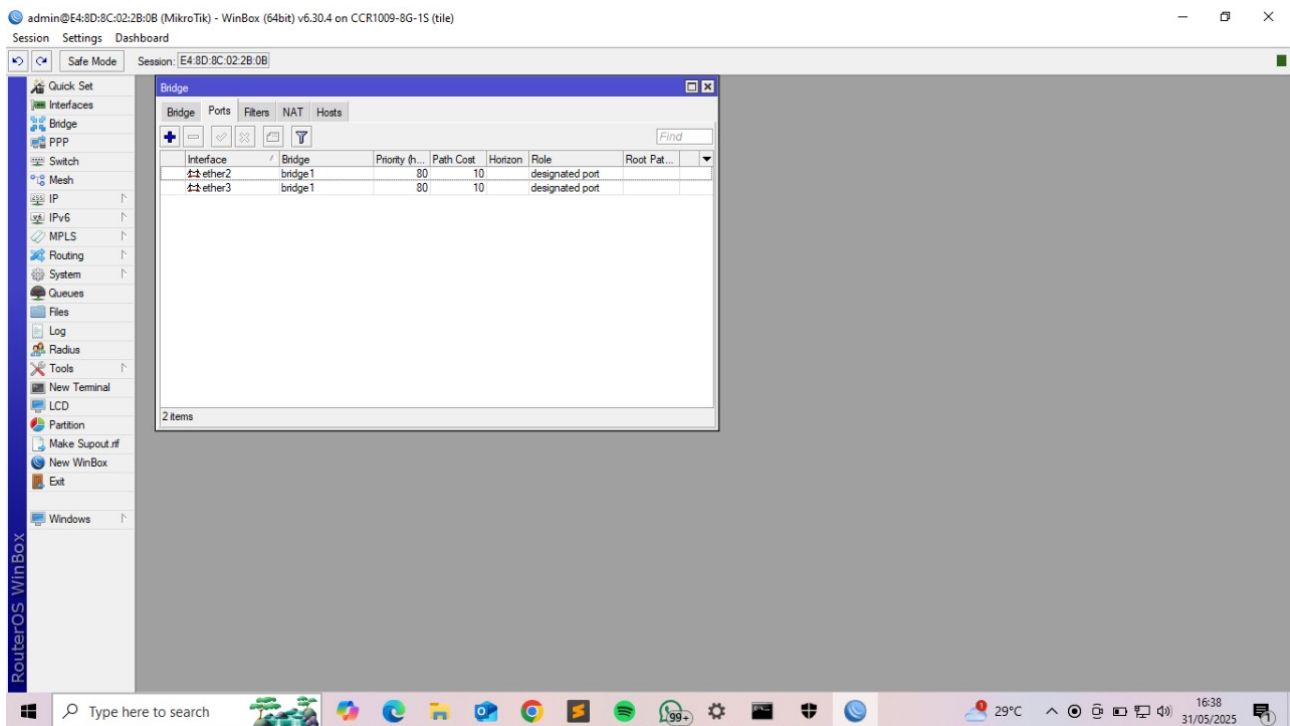 admin@E4:8D:8C:02:2B:0B (MikroTik) - WinBox (64bit) v6.30.4 on CCR1009-8G-1S (tile)
Session Settings Dashboard
Safe Mode Session: E4:8D:8C:02:2B:0B
Quick Set
Interfaces
Bridge
PPP
Switch
Mesh
IP
IPv6
MPLS
Routing
System
Queues
Files
Log
Radius
Tools
New Terminal
LCD
Partition
Make Supout.rif
New WinBox
Exit
Windows
RouterOS WinBox
Bridge
Bridge Ports Filters NAT Hosts
Find
Interface Bridge Priority (h... Path Cost Horizon Role Root Pat...
ether2 bridge1 80 10 designated port
ether3 bridge1 80 10 designated port
2 items
Type here to search
99+
1
29°C
16:38
31/05/2025